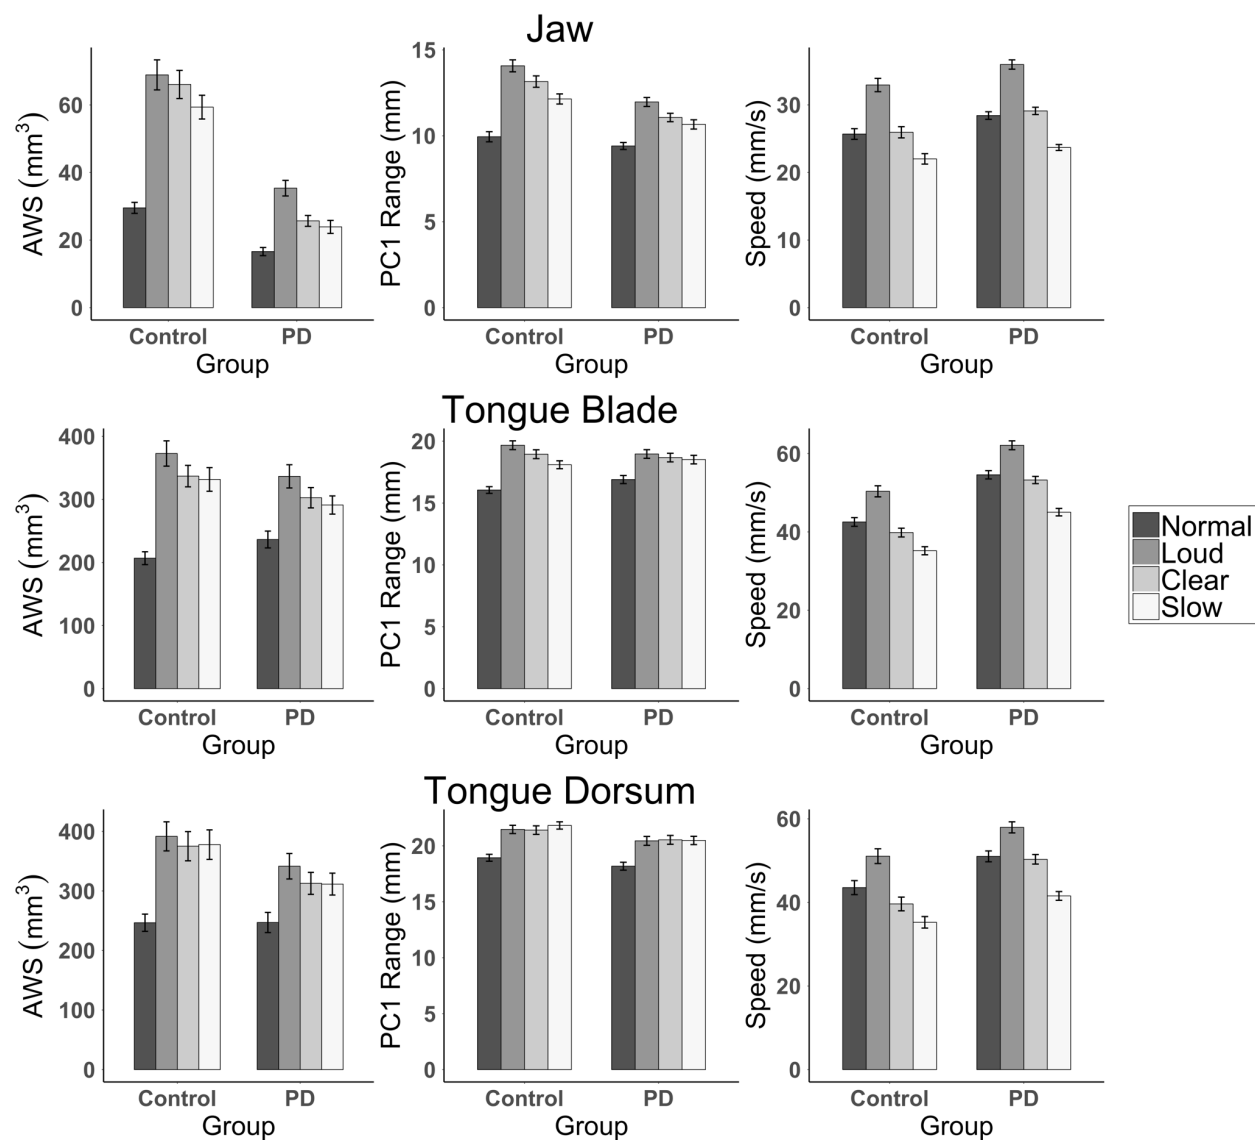 Jaw
AWS (mm³)
60
40
20
0
Control PD
Group
PC1 Range (mm)
15
10
5
0
Control PD
Group
Speed (mm/s)
30
20
10
0
Control PD
Group
Tongue Blade
AWS (mm³)
400
300
200
100
0
Control PD
Group
PC1 Range (mm)
20
15
10
5
0
Control PD
Group
Speed (mm/s)
60
40
20
0
Control PD
Group
Normal
Loud
Clear
Slow
Tongue Dorsum
AWS (mm³)
400
300
200
100
0
Control PD
Group
PC1 Range (mm)
20
15
10
5
0
Control PD
Group
Speed (mm/s)
60
40
20
0
Control PD
Group